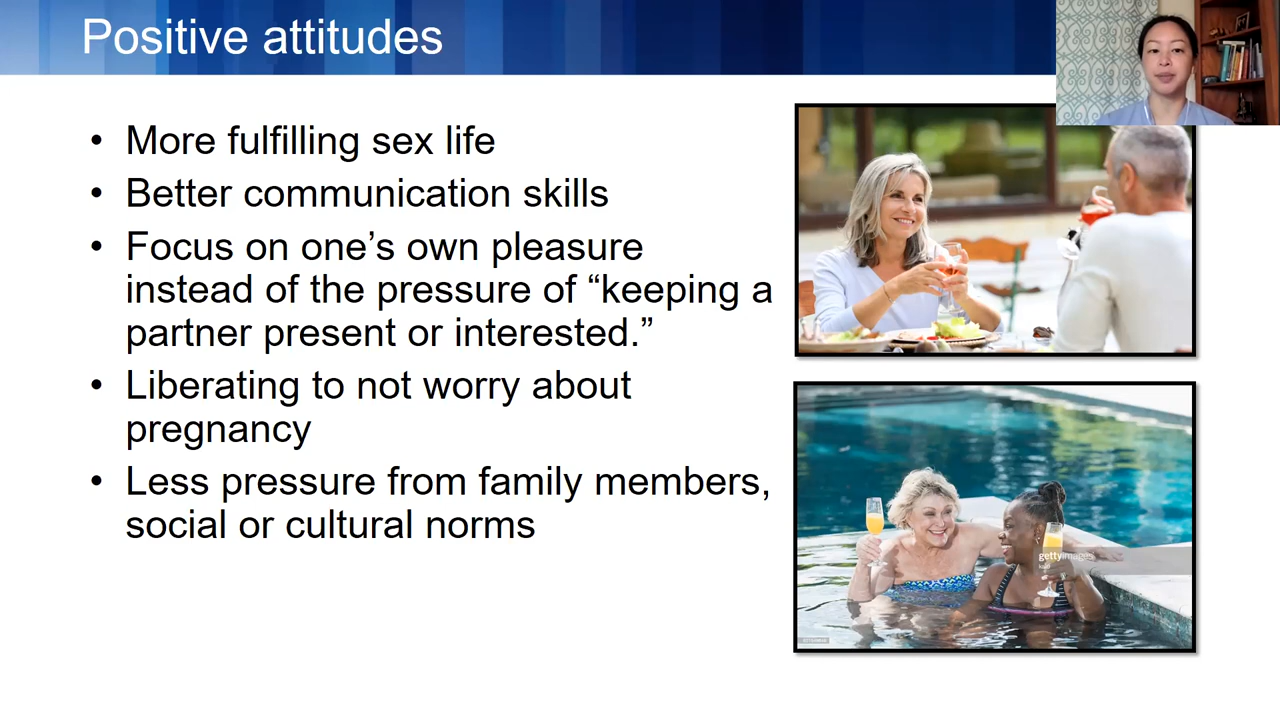 Positive attitudes
• More fulfilling sex life
• Better communication skills
• Focus on one’s own pleasure
instead of the pressure of “keeping a
partner present or interested.”
• Liberating to not worry about
pregnancy
• Less pressure from family members,
social or cultural norms
gettyimages